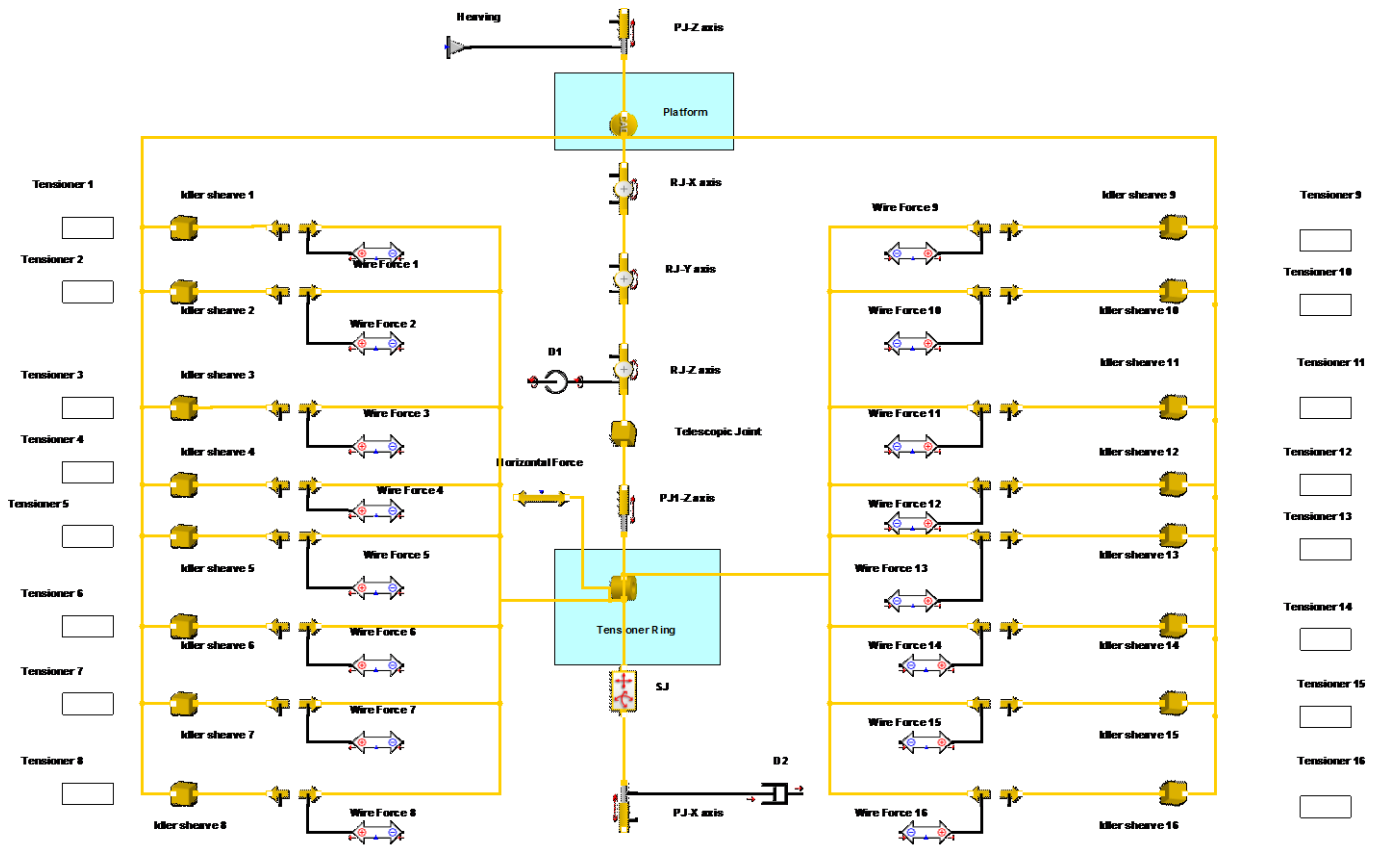 Heaving
PJ-Z axis
Platform
RJ-X axis
RJ-Y axis
D1
RJ-Z axis
Telescopic Joint
Horizontal Force
PJ1-Z axis
Tensioner Ring
SJ
D2
PJ-X axis
Tensioner 1
Idler sheave 1
Wire Force 1
Tensioner 2
Idler sheave 2
Wire Force 2
Tensioner 3
Idler sheave 3
Wire Force 3
Tensioner 4
Idler sheave 4
Wire Force 4
Tensioner 5
Idler sheave 5
Wire Force 5
Tensioner 6
Idler sheave 6
Wire Force 6
Tensioner 7
Idler sheave 7
Wire Force 7
Tensioner 8
Idler sheave 8
Wire Force 8
Wire Force 9
Idler sheave 9
Tensioner 9
Wire Force 10
Idler sheave 10
Tensioner 10
Wire Force 11
Idler sheave 11
Tensioner 11
Wire Force 12
Idler sheave 12
Tensioner 12
Wire Force 13
Idler sheave 13
Tensioner 13
Wire Force 14
Idler sheave 14
Tensioner 14
Wire Force 15
Idler sheave 15
Tensioner 15
Wire Force 16
Idler sheave 16
Tensioner 16